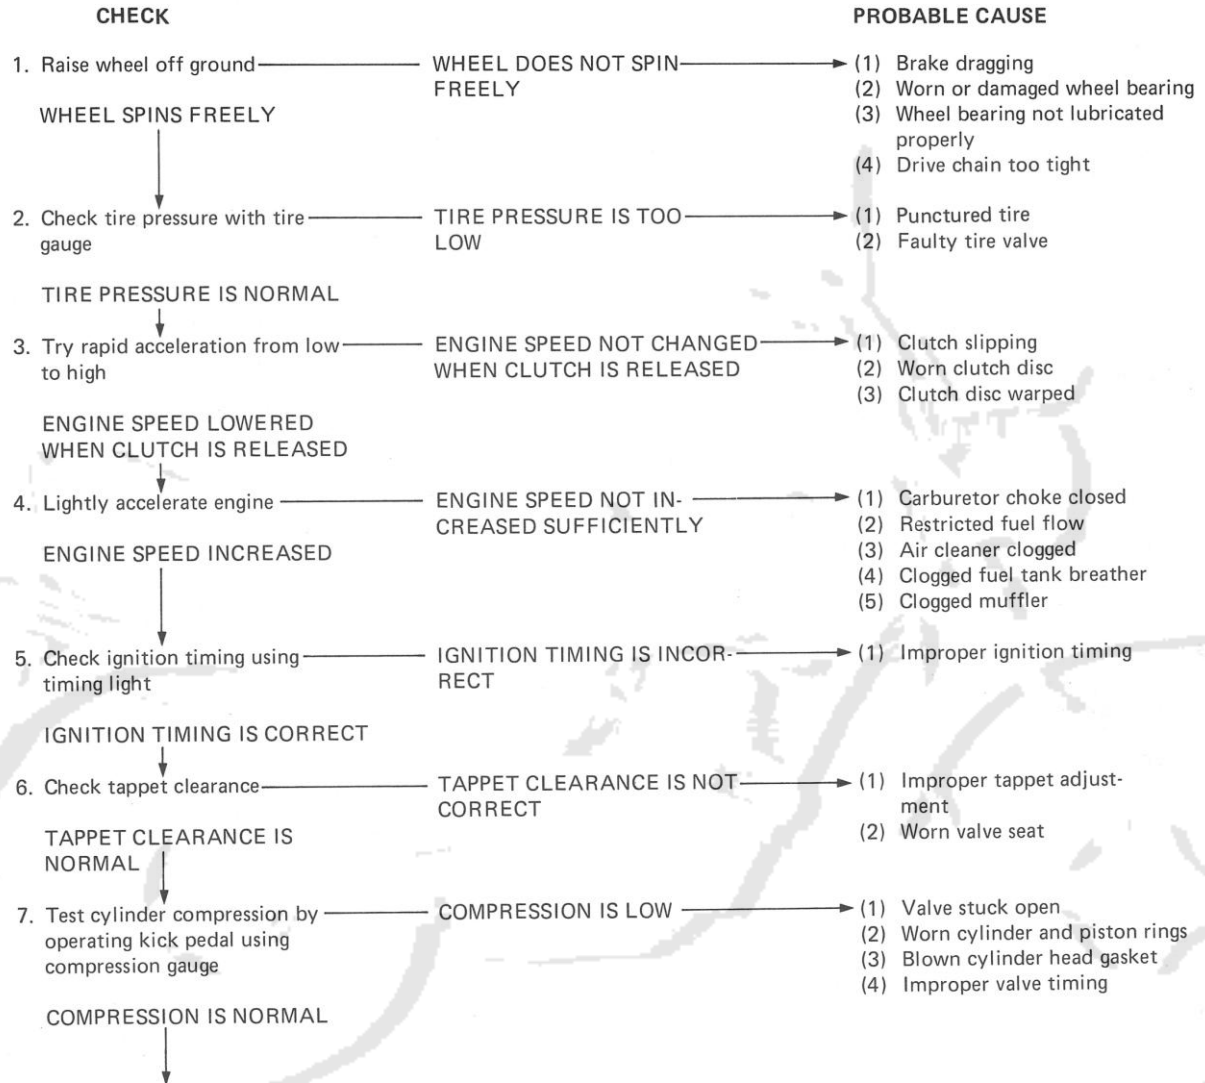 CHECK
PROBABLE CAUSE
1. Raise wheel off ground
WHEEL DOES NOT SPIN
FREELY
(1) Brake dragging
(2) Worn or damaged wheel bearing
(3) Wheel bearing not lubricated
properly
(4) Drive chain too tight
WHEEL SPINS FREELY
2. Check tire pressure with tire
gauge
TIRE PRESSURE IS TOO
LOW
(1) Punctured tire
(2) Faulty tire valve
TIRE PRESSURE IS NORMAL
3. Try rapid acceleration from low
to high
ENGINE SPEED NOT CHANGED
WHEN CLUTCH IS RELEASED
(1) Clutch slipping
(2) Worn clutch disc
(3) Clutch disc warped
ENGINE SPEED LOWERED
WHEN CLUTCH IS RELEASED
4. Lightly accelerate engine
ENGINE SPEED NOT IN-
CREASED SUFFICIENTLY
(1) Carburetor choke closed
(2) Restricted fuel flow
(3) Air cleaner clogged
(4) Clogged fuel tank breather
(5) Clogged muffler
ENGINE SPEED INCREASED
5. Check ignition timing using
timing light
IGNITION TIMING IS INCOR-
RECT
(1) Improper ignition timing
IGNITION TIMING IS CORRECT
6. Check tappet clearance
TAPPET CLEARANCE IS NOT
CORRECT
(1) Improper tappet adjust-
ment
(2) Worn valve seat
TAPPET CLEARANCE IS
NORMAL
7. Test cylinder compression by
operating kick pedal using
compression gauge
COMPRESSION IS LOW
(1) Valve stuck open
(2) Worn cylinder and piston rings
(3) Blown cylinder head gasket
(4) Improper valve timing
COMPRESSION IS NORMAL